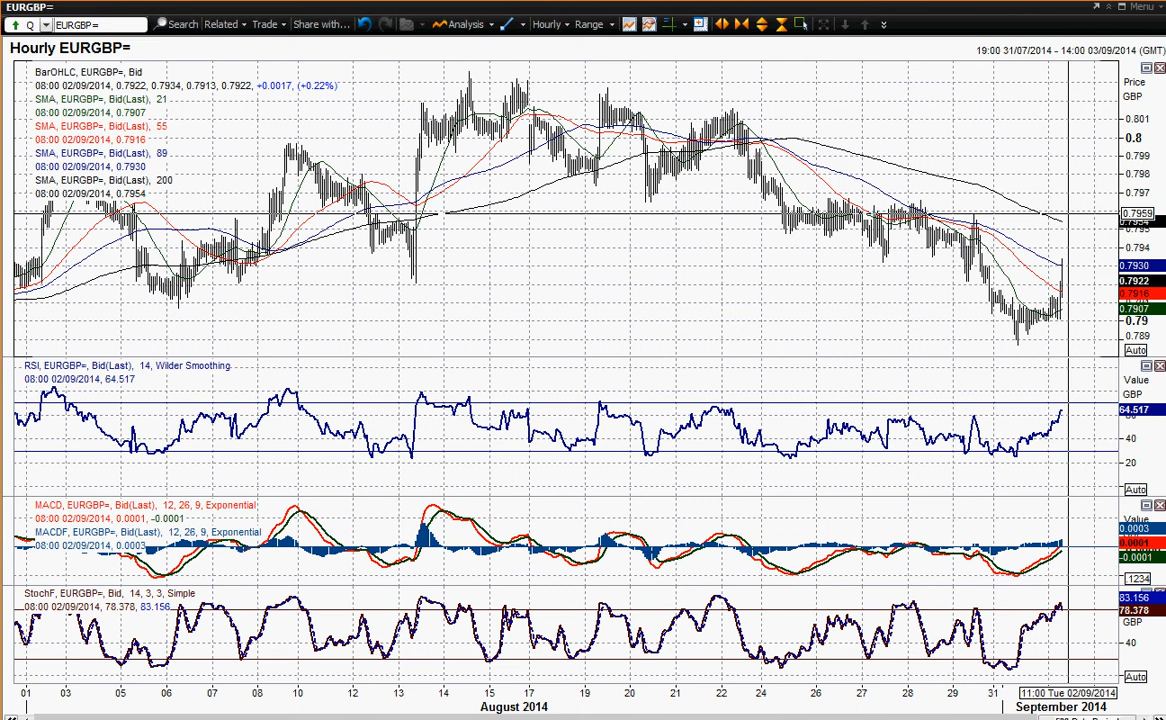 EURGBP=
Menu
Q EURGBP= Search Related Trade Share with... Analysis Hourly Range
Hourly EURGBP=
19:00 31/07/2014 - 14:00 03/09/2014 (GMT)
BarOHLC, EURGBP=, Bid
08:00 02/09/2014, 0.7922, 0.7934, 0.7913, 0.7922, +0.0017, (+0.22%)
SMA, EURGBP=, Bid(Last), 21
08:00 02/09/2014, 0.7907
SMA, EURGBP=, Bid(Last), 55
08:00 02/09/2014, 0.7916
SMA, EURGBP=, Bid(Last), 89
08:00 02/09/2014, 0.7930
SMA, EURGBP=, Bid(Last), 200
08:00 02/09/2014, 0.7954
Price
GBP
0.801
0.8
0.799
0.798
0.797
0.7959
0.795
0.794
0.7930
0.7922
0.7916
0.7907
0.79
0.789
Auto
RSI, EURGBP=, Bid(Last), 14, Wilder Smoothing
08:00 02/09/2014, 64.517
Value
GBP
64.517
40
20
Auto
MACD, EURGBP=, Bid(Last), 12, 26, 9, Exponential
08:00 02/09/2014, 0.0001, -0.0001
MACDF, EURGBP=, Bid(Last), 12, 26, 9, Exponential
08:00 02/09/2014, 0.0003
Value
0.0003
0.0001
-0.0001
.1234
StochF, EURGBP=, Bid, 14, 3, 3, Simple
08:00 02/09/2014, 78.378, 83.156
83.156
78.378
GBP
40
Auto
01 03 05 06 07 08 10 12 13 14 15 17 19 20 21 22 24 26 27 28 29 31 11:00 Tue 02/09/2014
August 2014 September 2014